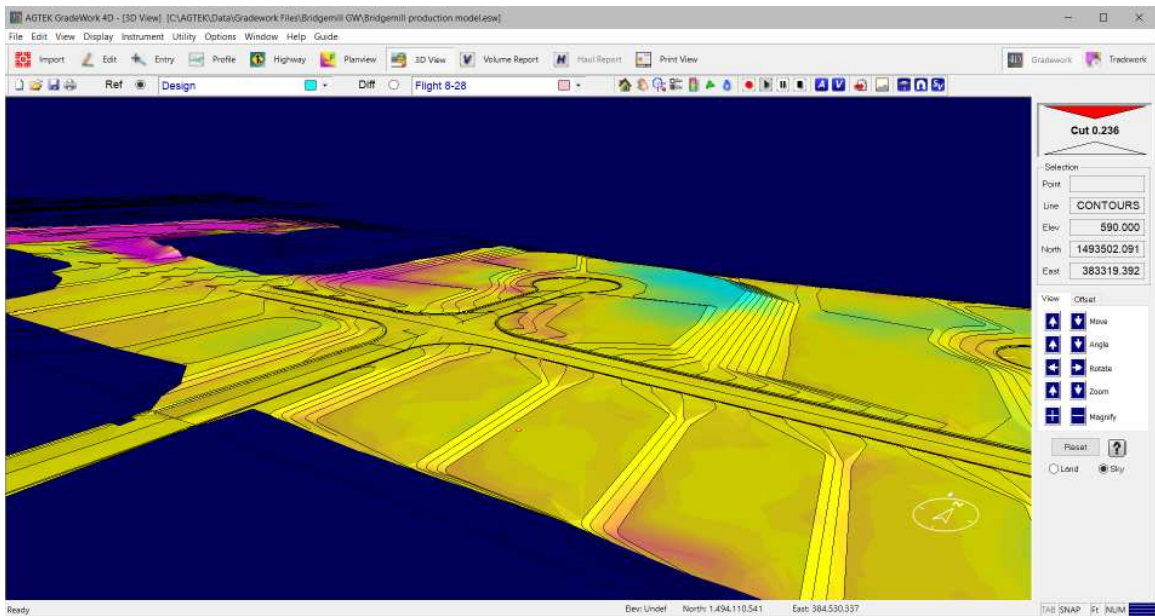 AGTEK GradeWork 4D - [3D View] [C:\AGTEK\Data\Gradework Files\Bridgemill GW\Bridgemill production model.esw]
File Edit View Display Instrument Utility Options Window Help Guide
Import Edit Entry Profile Highway Planview 3D View Volume Report Haul Report Print View 4D Gradework Trackwork
Ref Design Diff Flight 8-28
Cut 0.236
Selection
Point
Line CONTOURS
Elev 590.000
North 1493502.091
East 383319.392
View Offset
Move
Angle
Rotate
Zoom
Magnify
Reset ?
Land Sky
N
Ready Elev: Undef North: 1,494,110.541 East: 384,530.337 TAB SNAP Ft NUM